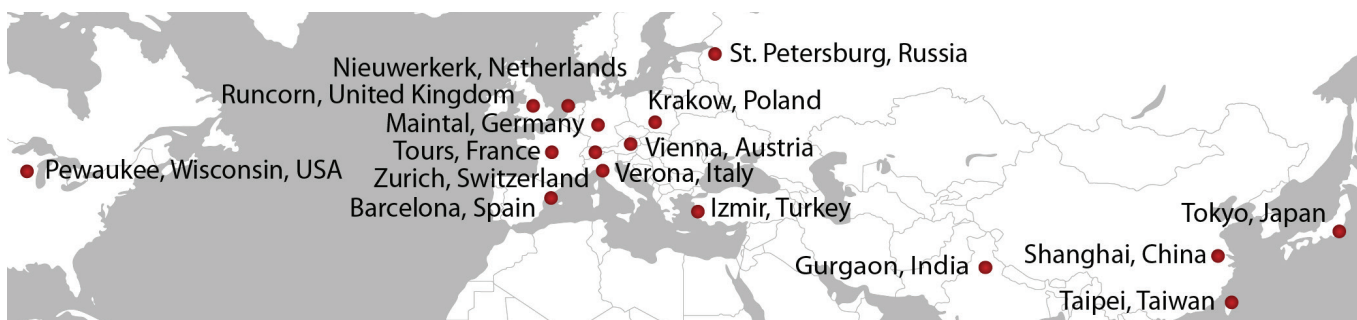 St. Petersburg, Russia
Nieuwerkerk, Netherlands
Runcorn, United Kingdom
Krakow, Poland
Maintal, Germany
Tours, France
Vienna, Austria
Pewaukee, Wisconsin, USA
Zurich, Switzerland
Verona, Italy
Barcelona, Spain
Izmir, Turkey
Tokyo, Japan
Shanghai, China
Gurgaon, India
Taipei, Taiwan